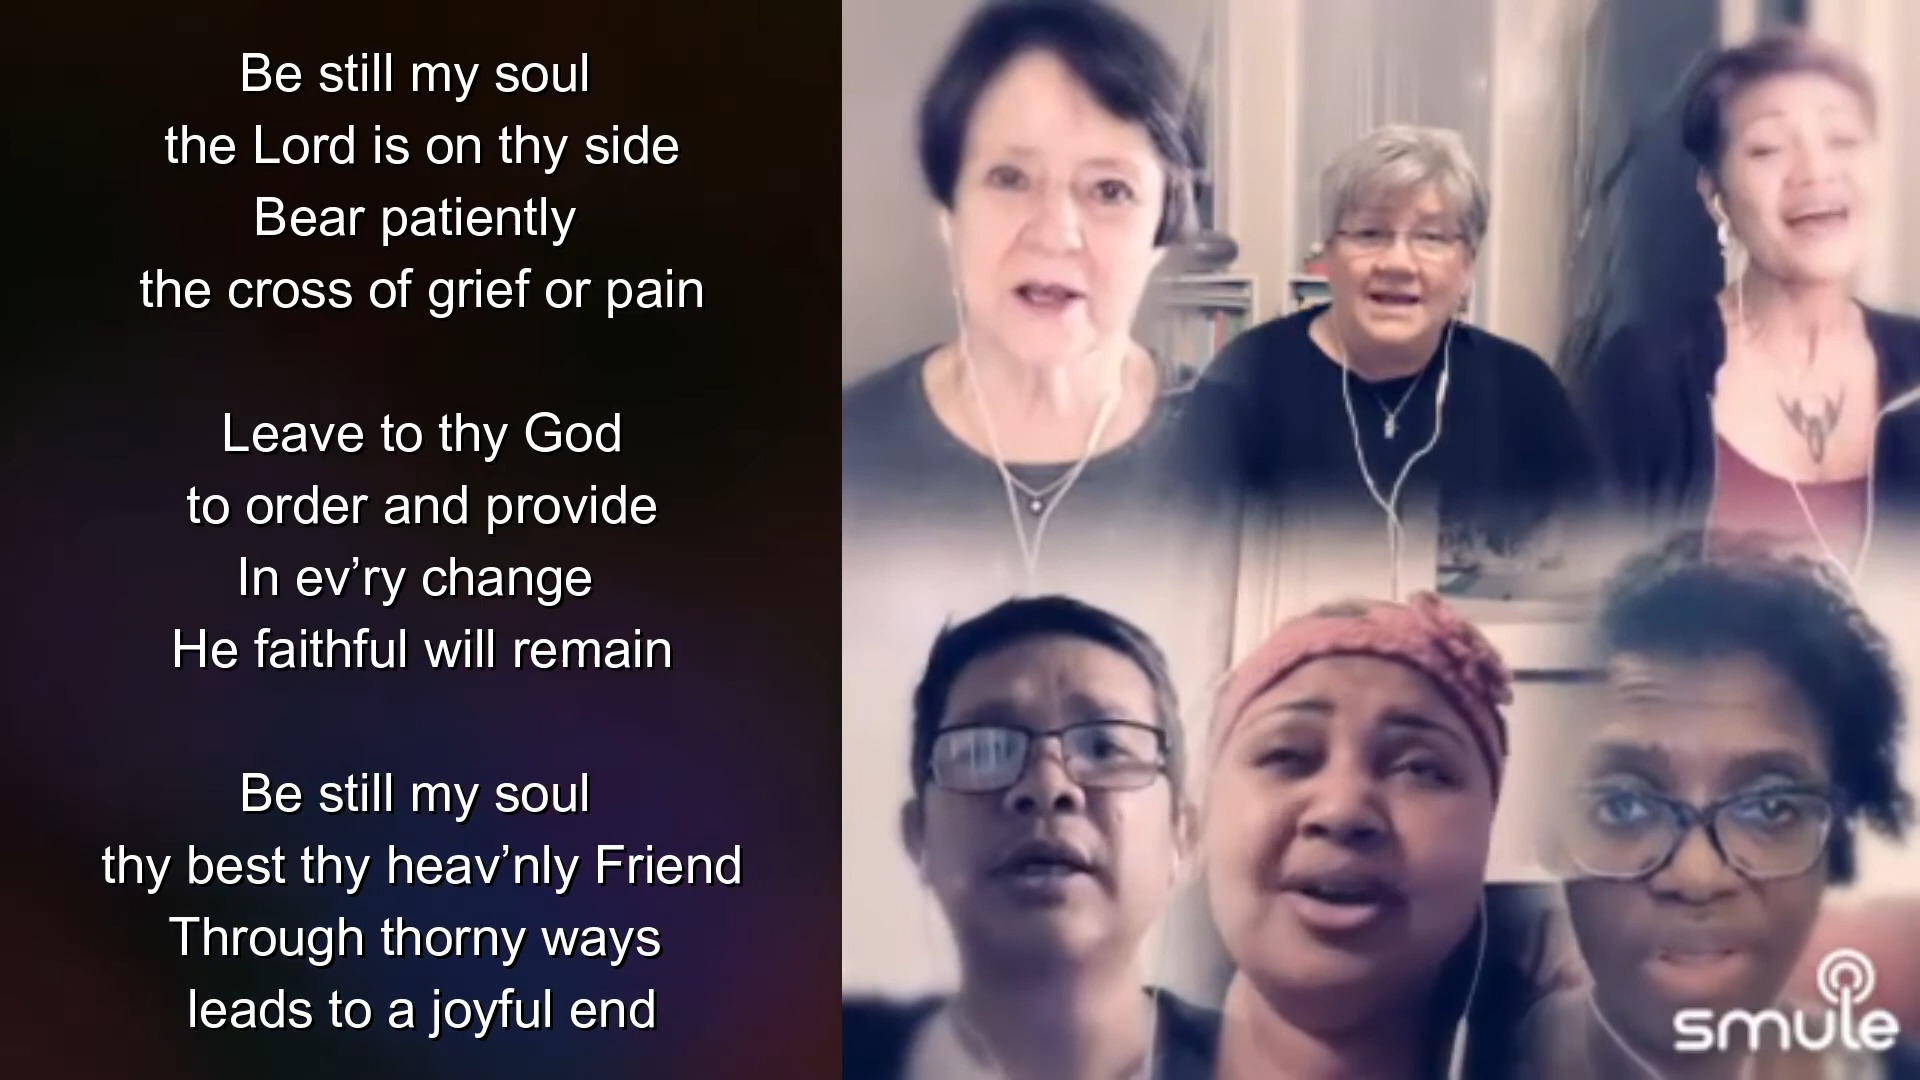 Be still my soul
the Lord is on thy side
Bear patiently
the cross of grief or pain
Leave to thy God
to order and provide
In ev’ry change
He faithful will remain
Be still my soul
thy best thy heav’nly Friend
Through thorny ways
leads to a joyful end
smule